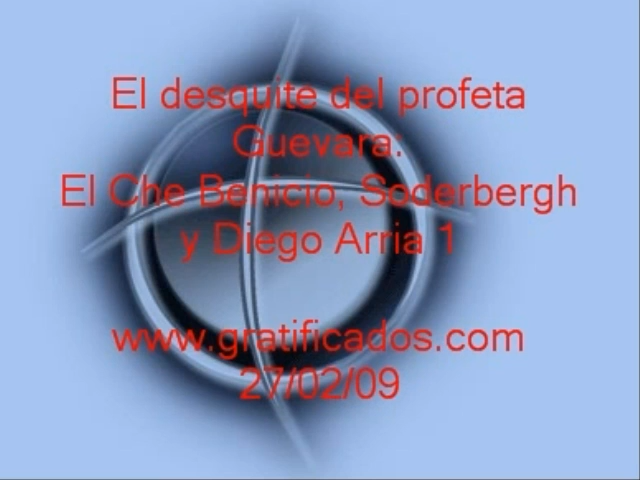 El desquite del profeta
Guevara:
El Che Benicio, Soderbergh
y Diego Arria 1
www.gratificados.com
27/02/09